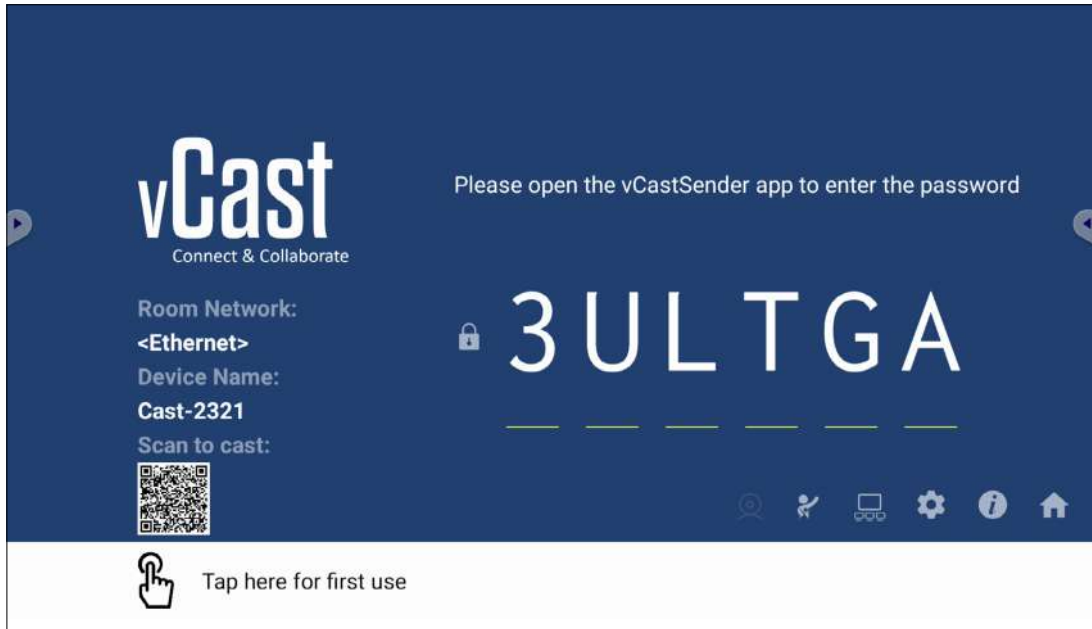 vCast
Connect & Collaborate
Please open the vCastSender app to enter the password
Room Network:
<Ethernet>
Device Name:
Cast-2321
Scan to cast:
3ULTGA
Tap here for first use